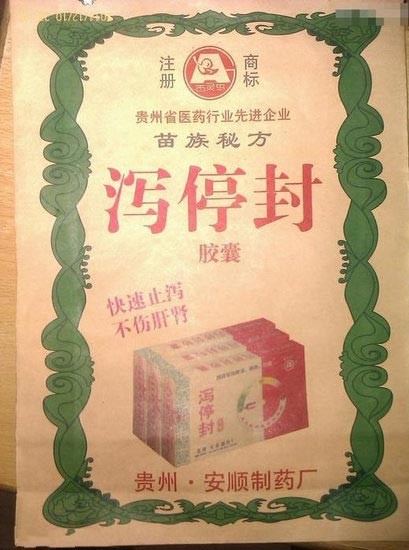 注册 商标
贵州省医药行业先进企业
苗族秘方
泻停封
胶囊
快速止泻
不伤肝肾
泻停封
贵州·安顺制药厂